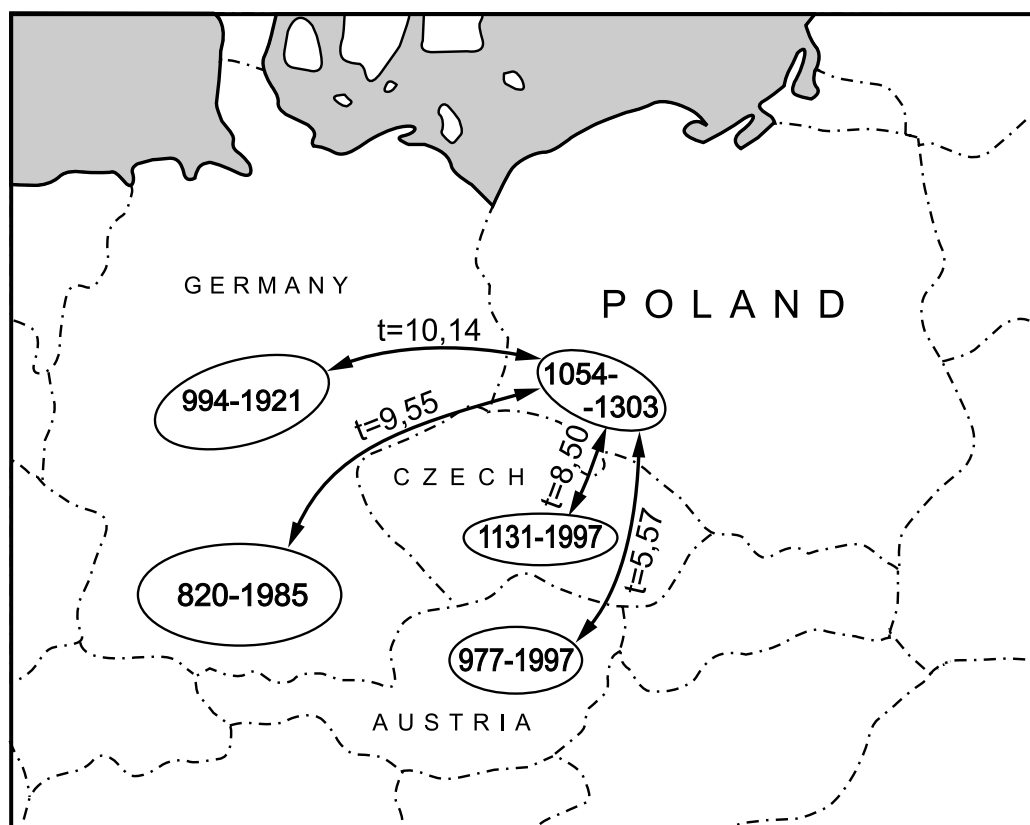 GERMANY
POLAND
t=10,14
1054-
-1303
994-1921
t=9,55
CZECH
t=8,50
1131-1997
t=5,57
820-1985
977-1997
AUSTRIA